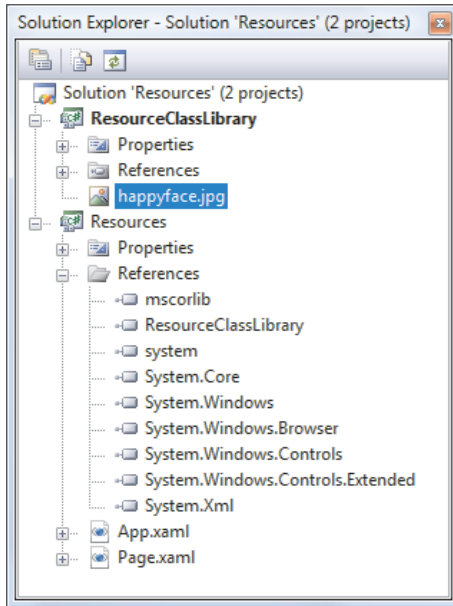 Solution Explorer - Solution 'Resources' (2 projects)
Solution 'Resources' (2 projects)
ResourceClassLibrary
Properties
References
happyface.jpg
Resources
Properties
References
mscorlib
ResourceClassLibrary
system
System.Core
System.Windows
System.Windows.Browser
System.Windows.Controls
System.Windows.Controls.Extended
System.Xml
App.xaml
Page.xaml